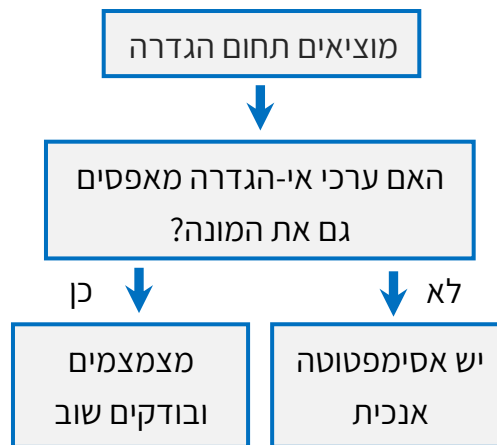 מוציאים תחום הגדרה
האם ערכי אי-הגדרה מאפסים
גם את המונה?
לא
כן
יש אסימפטוטה
אנכית
מצמצמים
ובודקים שוב